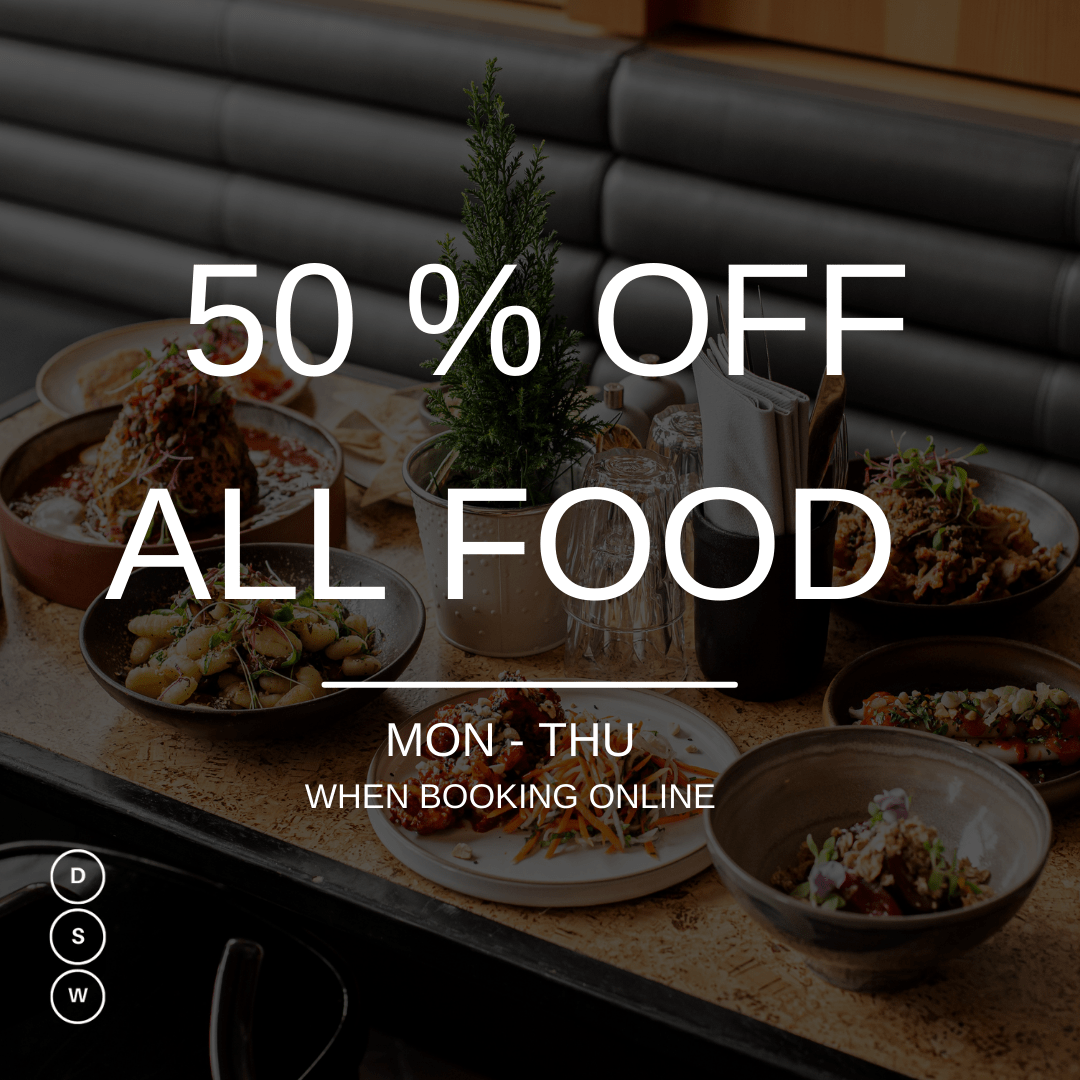 50 % OFF
ALL FOOD
MON - THU
WHEN BOOKING ONLINE
D
S
W